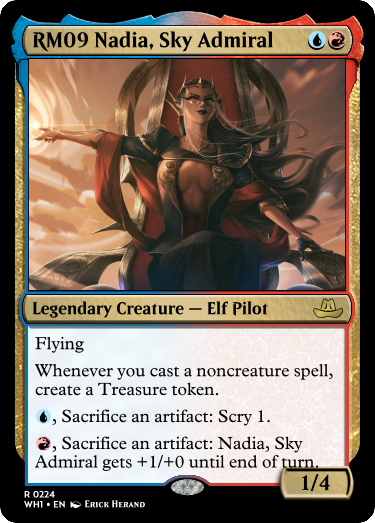 RM09 Nadia, Sky Admiral
Legendary Creature — Elf Pilot
Flying
Whenever you cast a noncreature spell,
create a Treasure token.
, Sacrifice an artifact: Scry 1.
, Sacrifice an artifact: Nadia, Sky
Admiral gets +1/+0 until end of turn.
1/4
R 0224
WH1 • EN Erick Herand